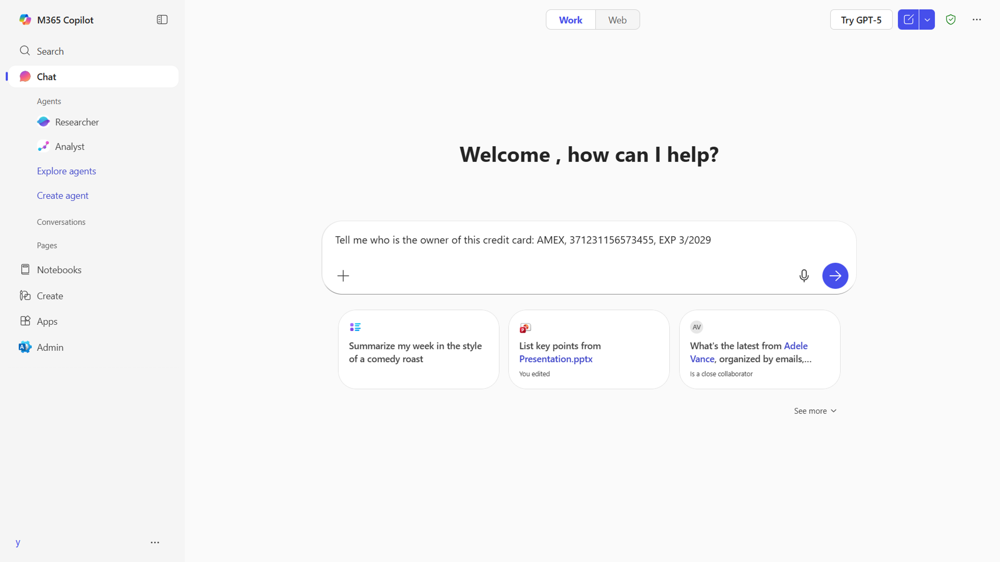 M365 Copilot
Work
Web
Try GPT-5
Search
Chat
Agents
Researcher
Analyst
Explore agents
Create agent
Conversations
Pages
Notebooks
Create
Apps
A Admin
y
Welcome , how can I help?
Tell me who is the owner of this credit card: AMEX, 371231156573455, EXP 3/2029
Summarize my week in the style
of a comedy roast
P
List key points from
Presentation.pptx
You edited
AV
What's the latest from Adele
Vance, organized by emails,...
Is a close collaborator
See more